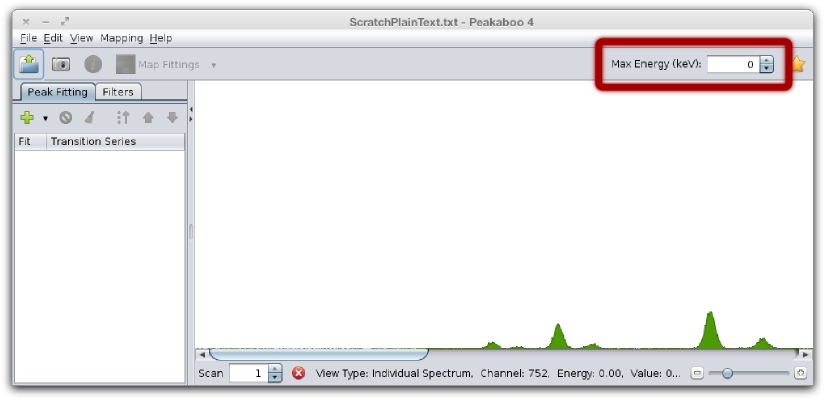 ScratchPlainText.txt - Peakaboo 4
File Edit View Mapping Help
Map Fittings
Max Energy (keV): 0
Peak Fitting Filters
Fit Transition Series
Scan 1 View Type: Individual Spectrum, Channel: 752, Energy: 0.00, Value: 0...